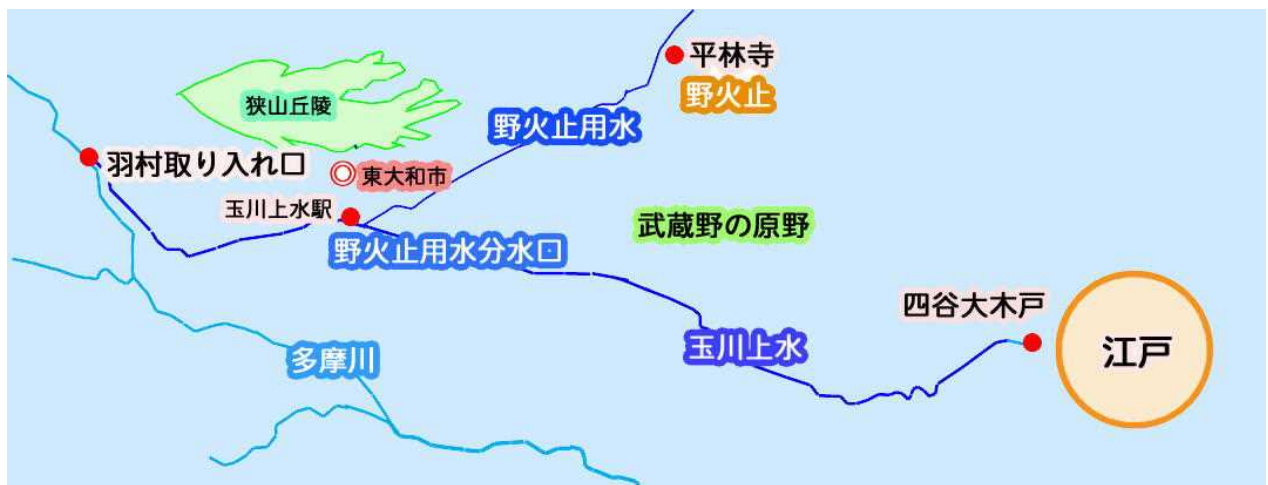 平林寺
野火止
狭山丘陵
野火止用水
羽村取り入れ口
東大和市
玉川上水駅
武蔵野の原野
野火止用水分水口
四谷大木戸
玉川上水
江戸
多摩川